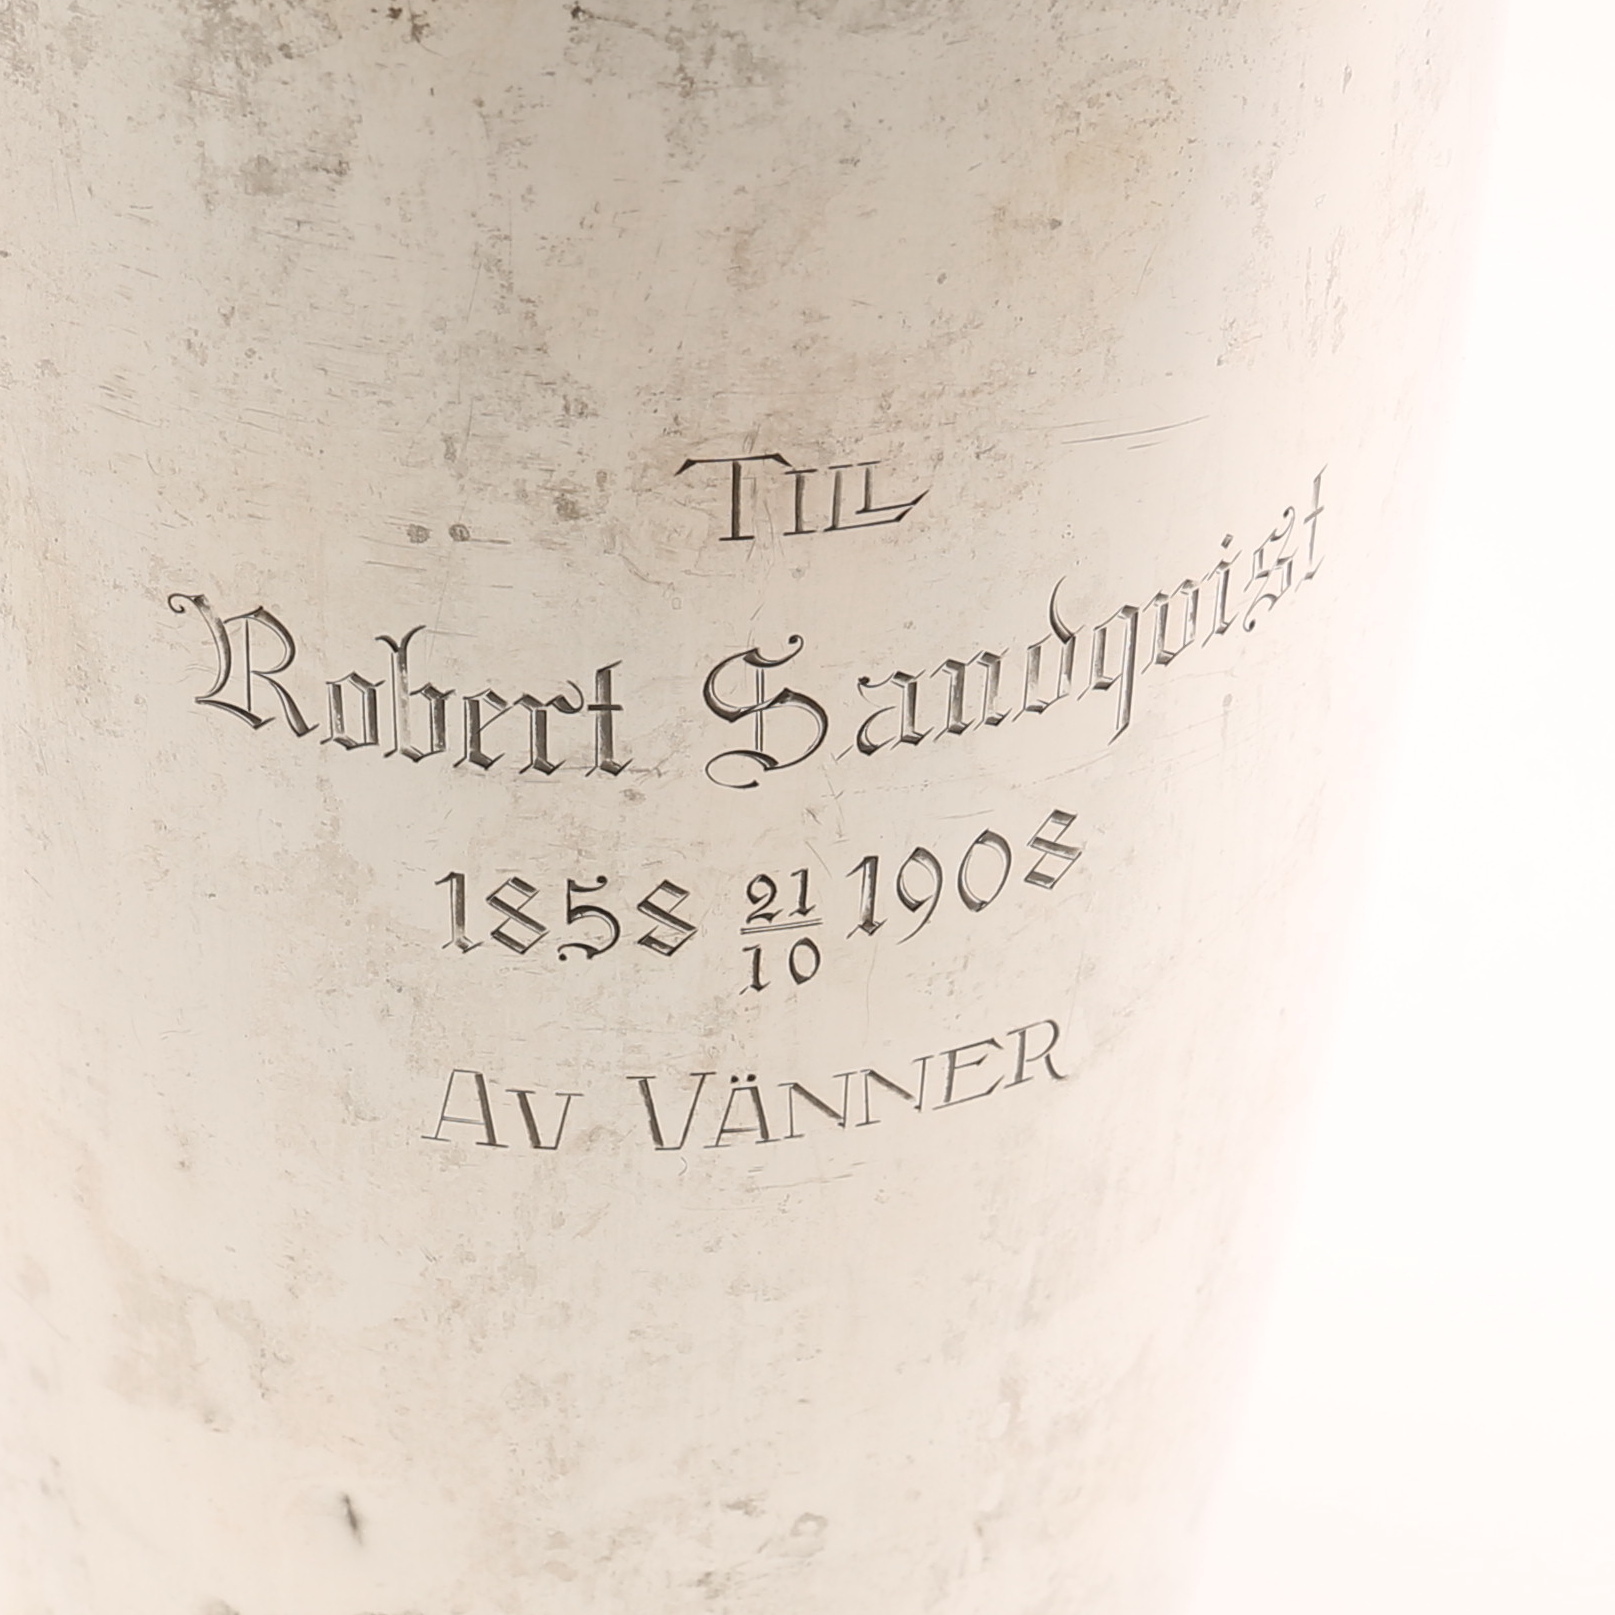 TILL
Robert Sandqvist
1858 21/10 1908
AV VÄNNER